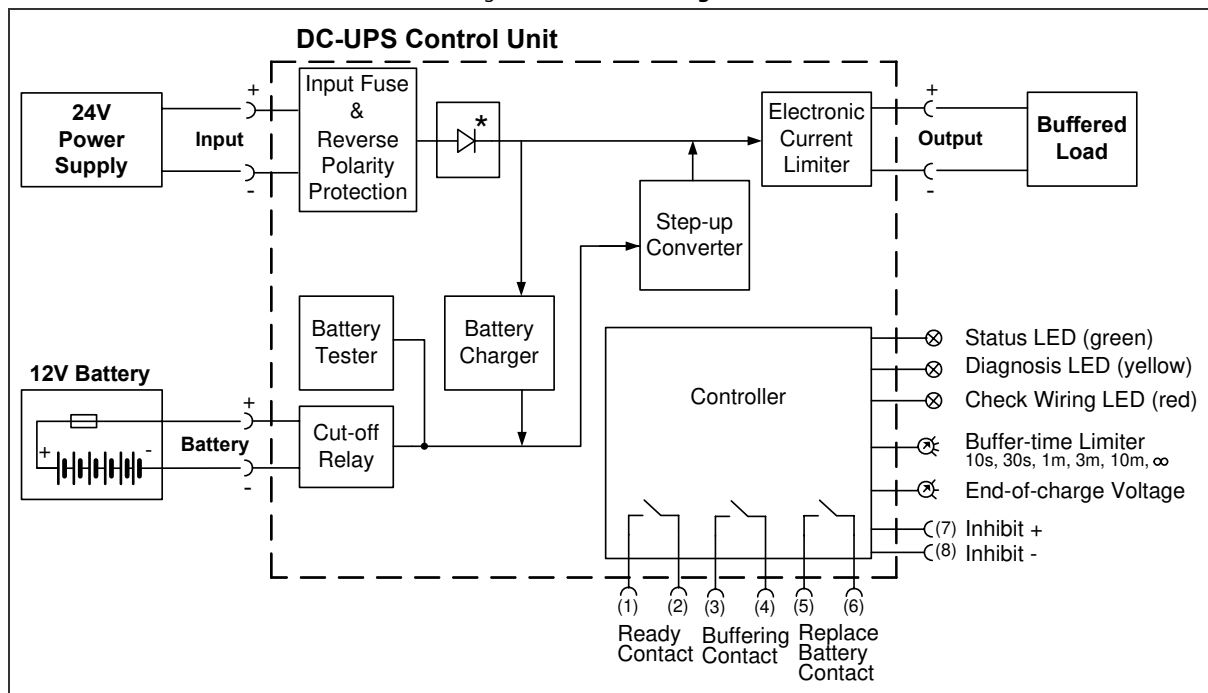 DC-UPS Control Unit
24V
Power
Supply
+
Input
-
Input Fuse
&
Reverse
Polarity
Protection
*
Electronic
Current
Limiter
+
Output
-
Buffered
Load
Step-up
Converter
Battery
Tester
Battery
Charger
12V Battery
+ -
+
Battery
-
Cut-off
Relay
Controller
Status LED (green)
Diagnosis LED (yellow)
Check Wiring LED (red)
Buffer-time Limiter
10s, 30s, 1m, 3m, 10m, ∞
End-of-charge Voltage
(7) Inhibit +
(8) Inhibit -
(1) (2) (3) (4) (5) (6)
Ready
Contact
Buffering
Contact
Replace
Battery
Contact